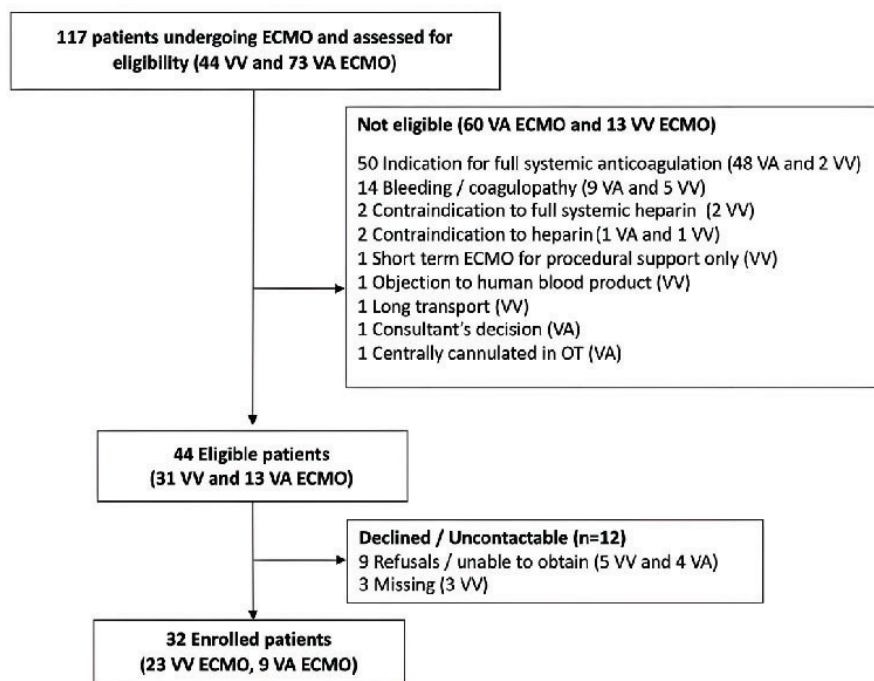 117 patients undergoing ECMO and assessed for
eligibility (44 VV and 73 VA ECMO)
Not eligible (60 VA ECMO and 13 VV ECMO)
50 Indication for full systemic anticoagulation (48 VA and 2 VV)
14 Bleeding / coagulopathy (9 VA and 5 VV)
2 Contraindication to full systemic heparin (2 VV)
2 Contraindication to heparin (1 VA and 1 VV)
1 Short term ECMO for procedural support only (VV)
1 Objection to human blood product (VV)
1 Long transport (VV)
1 Consultant's decision (VA)
1 Centrally cannulated in OT (VA)
44 Eligible patients
(31 VV and 13 VA ECMO)
Declined / Uncontactable (n=12)
9 Refusals / unable to obtain (5 VV and 4 VA)
3 Missing (3 VV)
32 Enrolled patients
(23 VV ECMO, 9 VA ECMO)